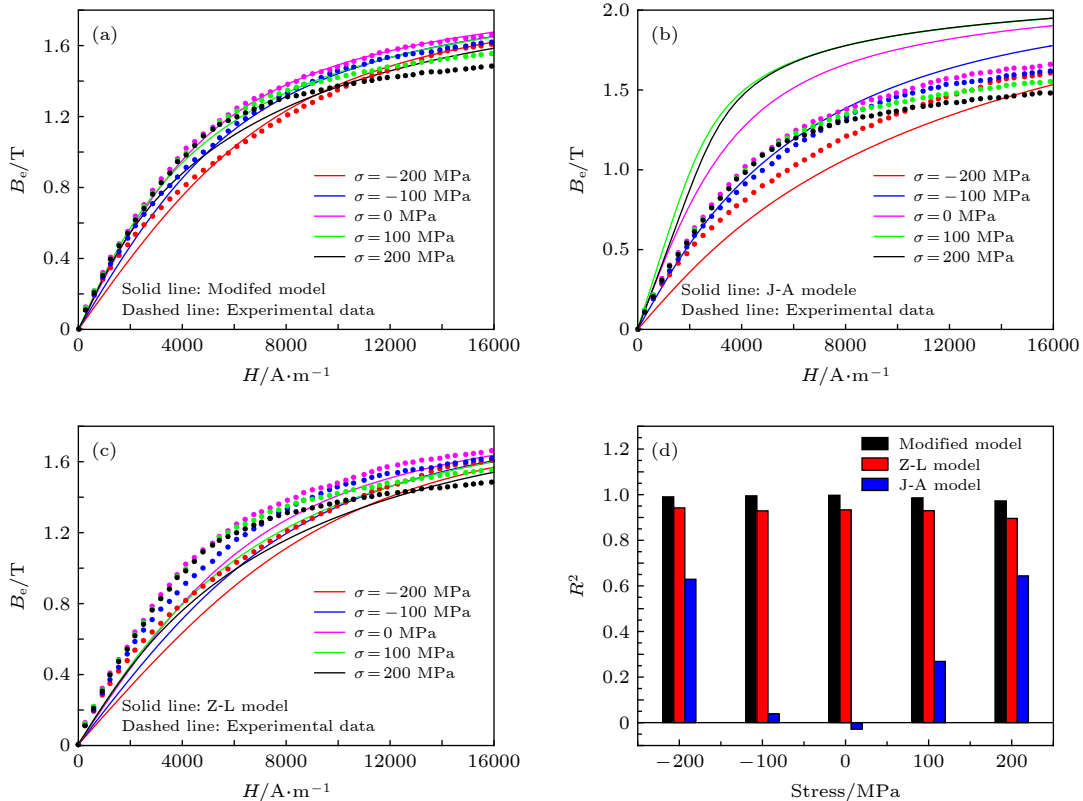 (a)
1.6
1.2
0.8
0.4
0
Bₑ/T
σ=−200 MPa
σ=−100 MPa
σ=0 MPa
σ=100 MPa
σ=200 MPa
Solid line: Modifed model
Dashed line: Experimental data
0 4000 8000 12000 16000
H/A·m⁻¹
(b)
2.0
1.5
1.0
0.5
0
Bₑ/T
σ=−200 MPa
σ=−100 MPa
σ=0 MPa
σ=100 MPa
σ=200 MPa
Solid line: J-A modele
Dashed line: Experimental data
0 4000 8000 12000 16000
H/A·m⁻¹
(c)
1.6
1.2
0.8
0.4
0
Bₑ/T
σ=−200 MPa
σ=−100 MPa
σ=0 MPa
σ=100 MPa
σ=200 MPa
Solid line: Z-L model
Dashed line: Experimental data
0 4000 8000 12000 16000
H/A·m⁻¹
(d)
Modified model
Z-L model
J-A model
1.2
1.0
0.8
0.6
0.4
0.2
0
R²
−200 −100 0 100 200
Stress/MPa